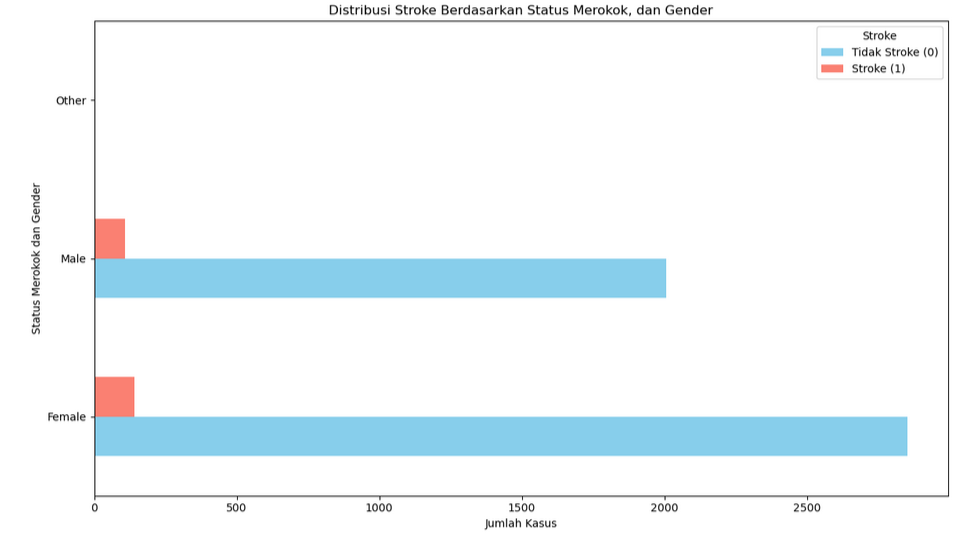 Distribusi Stroke Berdasarkan Status Merokok, dan Gender
Stroke
Tidak Stroke (0)
Stroke (1)
Other
Male
Female
Status Merokok dan Gender
0 500 1000 1500 2000 2500
Jumlah Kasus